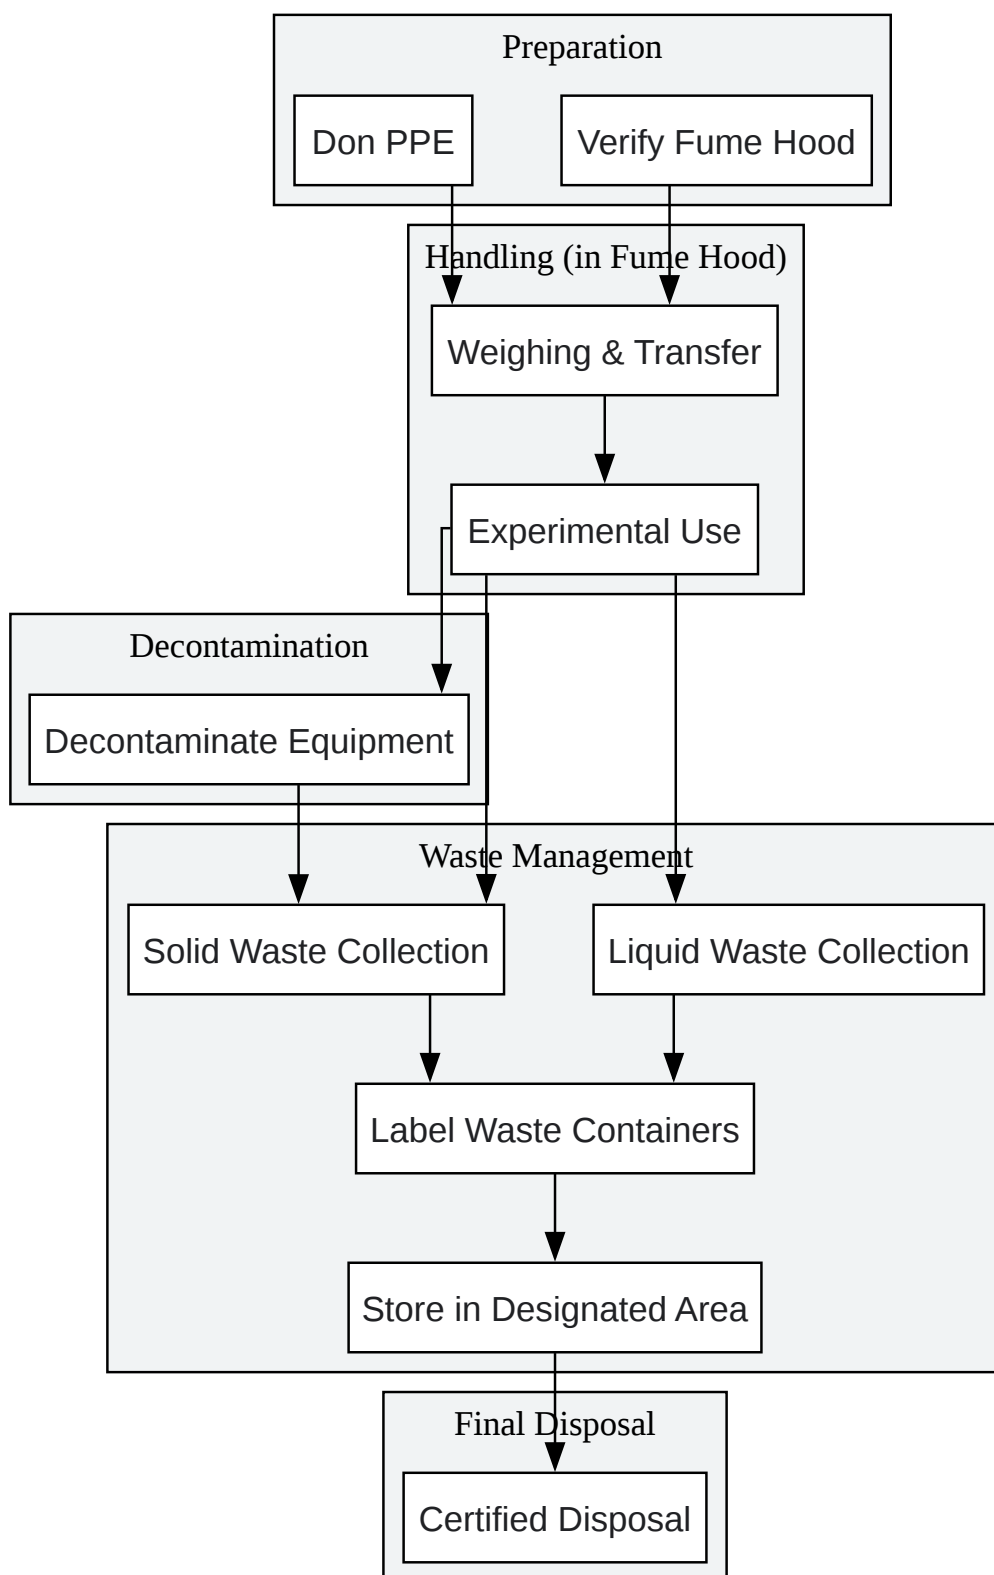 Preparation
Don PPE
Verify Fume Hood
Handling (in Fume Hood)
Weighing & Transfer
Experimental Use
Decontamination
Decontaminate Equipment
Waste Management
Solid Waste Collection
Liquid Waste Collection
Label Waste Containers
Store in Designated Area
Final Disposal
Certified Disposal